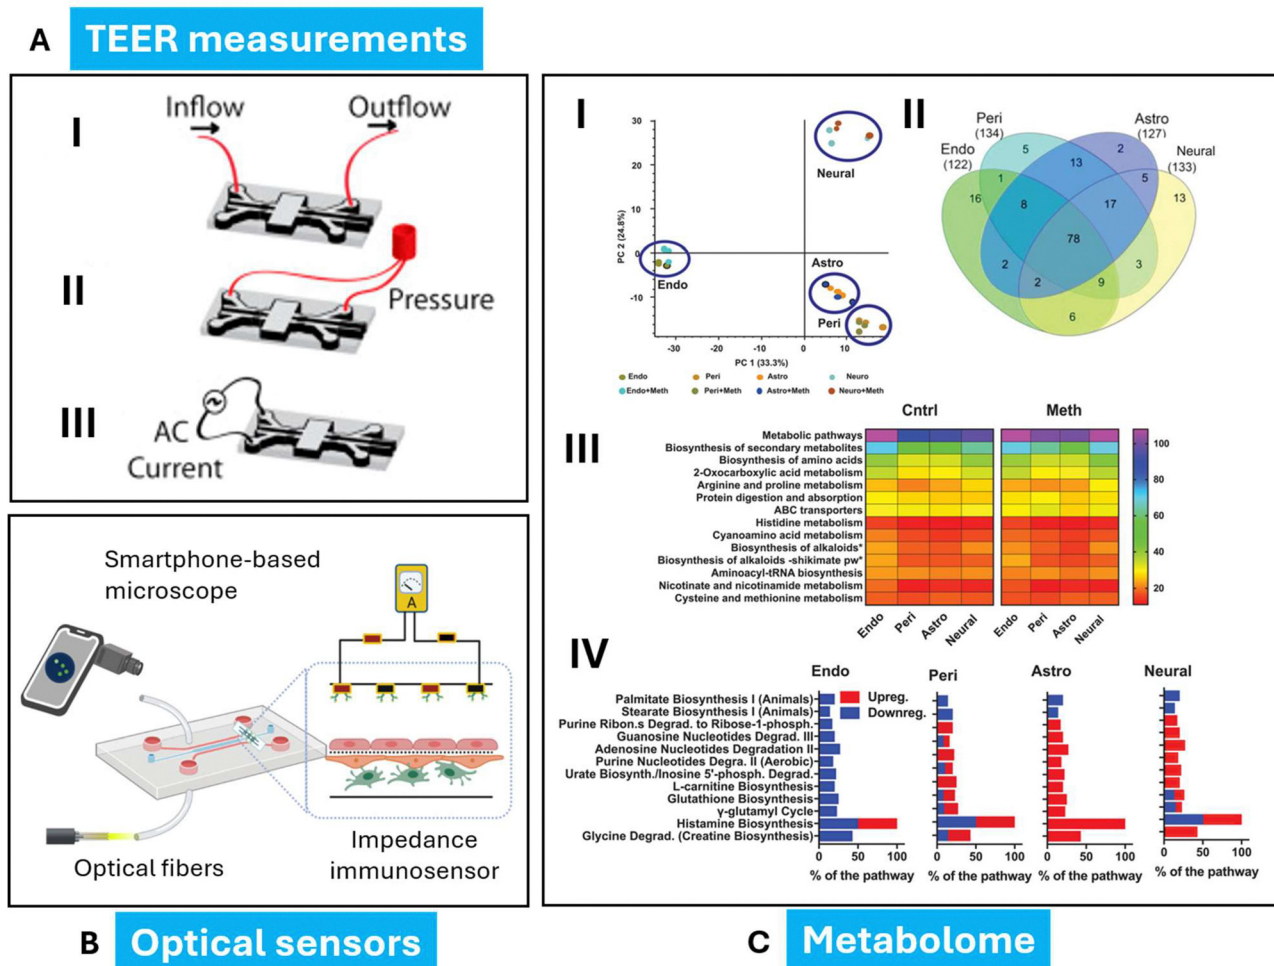 A TEER measurements
I
Inflow
Outflow
II
Pressure
III
AC
Current
Smartphone-based
microscope
A
Optical fibers
Impedance
immunosensor
B Optical sensors
I
30
20
10
0
-10
PC 2 (24.8%)
-30 -20 -10 0 10
PC 1 (33.3%)
Neural
Endo
Astro
Peri
Endo Peri Astro Neuro
Endo+Meth Peri+Meth Astro+Meth Neuro+Meth
II
Peri
(134)
Astro
(127)
Endo
(122)
Neural
(133)
5 13 2
16 1 5 13
8 17
78
2 3
2 9
6
III
Cntrl Meth
Metabolic pathways
Biosynthesis of secondary metabolites
Biosynthesis of amino acids
2-Oxocarboxylic acid metabolism
Arginine and proline metabolism
Protein digestion and absorption
ABC transporters
Histidine metabolism
Cyanoamino acid metabolism
Biosynthesis of alkaloids*
Biosynthesis of alkaloids -shikimate pw*
Aminoacyl-tRNA biosynthesis
Nicotinate and nicotinamide metabolism
Cysteine and methionine metabolism
Endo Peri Astro Neural Endo Peri Astro Neural
100
80
60
40
20
IV
Endo Peri Astro Neural
Upreg.
Downreg.
Palmitate Biosynthesis I (Animals)
Stearate Biosynthesis I (Animals)
Purine Ribon.s Degrad. to Ribose-1-phosph.
Guanosine Nucleotides Degrad. III
Adenosine Nucleotides Degradation II
Purine Nucleotides Degra. II (Aerobic)
Urate Biosynth./Inosine 5'-phosph. Degrad.
L-carnitine Biosynthesis
Glutathione Biosynthesis
γ-glutamyl Cycle
Histamine Biosynthesis
Glycine Degrad. (Creatine Biosynthesis)
0 50 100 0 50 100 0 50 100 0 50 100
% of the pathway % of the pathway % of the pathway % of the pathway
C Metabolome